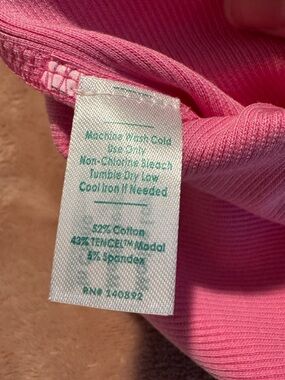 Machine Wash Cold
Use Only
Non-Chlorine Bleach
Tumble Dry Low
Cool Iron If Needed
52% Cotton
43% TENCEL™ Modal
5% Spandex
RN# 140892